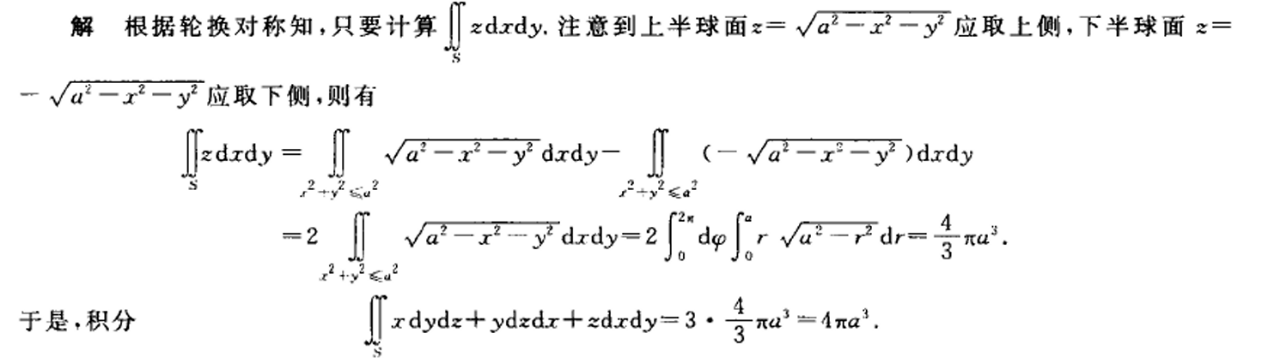 解 根据轮换对称知,只要计算∬_S zdxdy. 注意到上半球面z=√(a²-x²-y²)应取上侧,下半球面 z=
-√(a²-x²-y²)应取下侧,则有
∬_S zdxdy = ∬_{x²+y²≤a²} √(a²-x²-y²)dxdy - ∬_{x²+y²≤a²} (-√(a²-x²-y²))dxdy
=2 ∬_{x²+y²≤a²} √(a²-x²-y²)dxdy=2∫_0^{2π}dφ∫_0^a r √(a²-r²)dr=4/3 πa³.
于是,积分 ∬_S xdydz+ydzdx+zdxdy=3·4/3 πa³=4πa³.